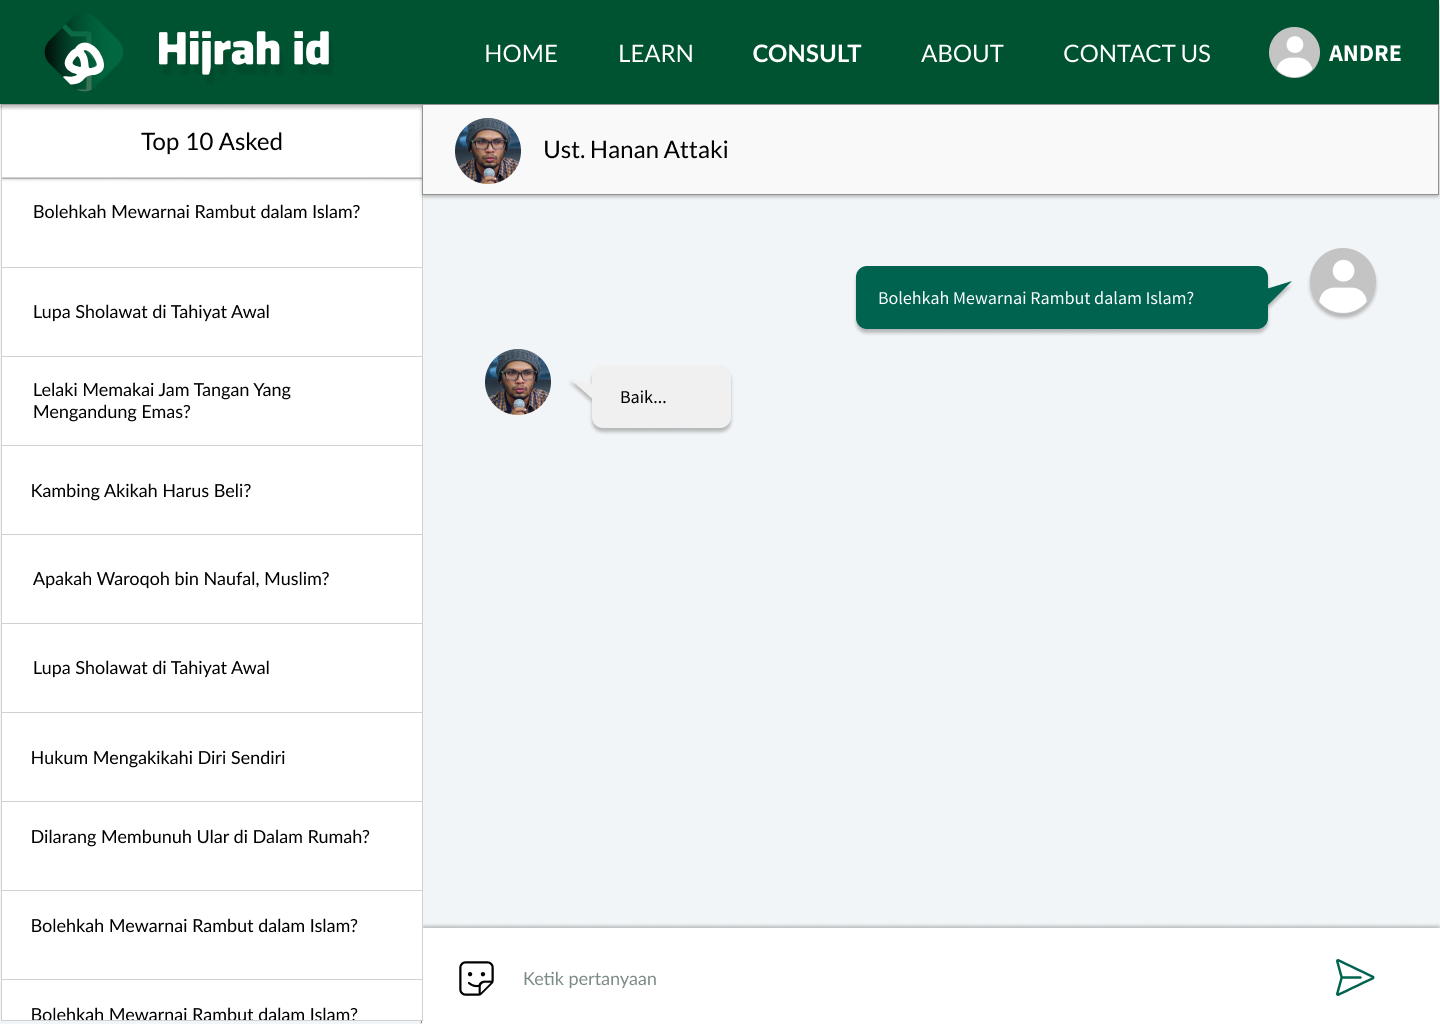 Hijrah id
HOME
LEARN
CONSULT
ABOUT
CONTACT US
ANDRE
Top 10 Asked
Bolehkah Mewarnai Rambut dalam Islam?
Lupa Sholawat di Tahiyat Awal
Lelaki Memakai Jam Tangan Yang
Mengandung Emas?
Kambing Akikah Harus Beli?
Apakah Waroqoh bin Naufal, Muslim?
Lupa Sholawat di Tahiyat Awal
Hukum Mengakikahi Diri Sendiri
Dilarang Membunuh Ular di Dalam Rumah?
Bolehkah Mewarnai Rambut dalam Islam?
Bolehkah Mewarnai Rambut dalam Islam?
Ust. Hanan Attaki
Bolehkah Mewarnai Rambut dalam Islam?
Baik...
Ketik pertanyaan